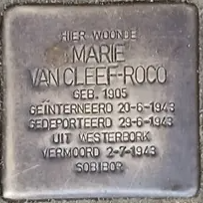 HIER WOONDE
MARIE
VAN CLEEF-ROCO
GEB. 1905
GEÏNTERNEERD 20-6-1943
GEDEPORTEERD 29-6-1943
UIT WESTERBORK
VERMOORD 2-7-1943
SOBIBOR